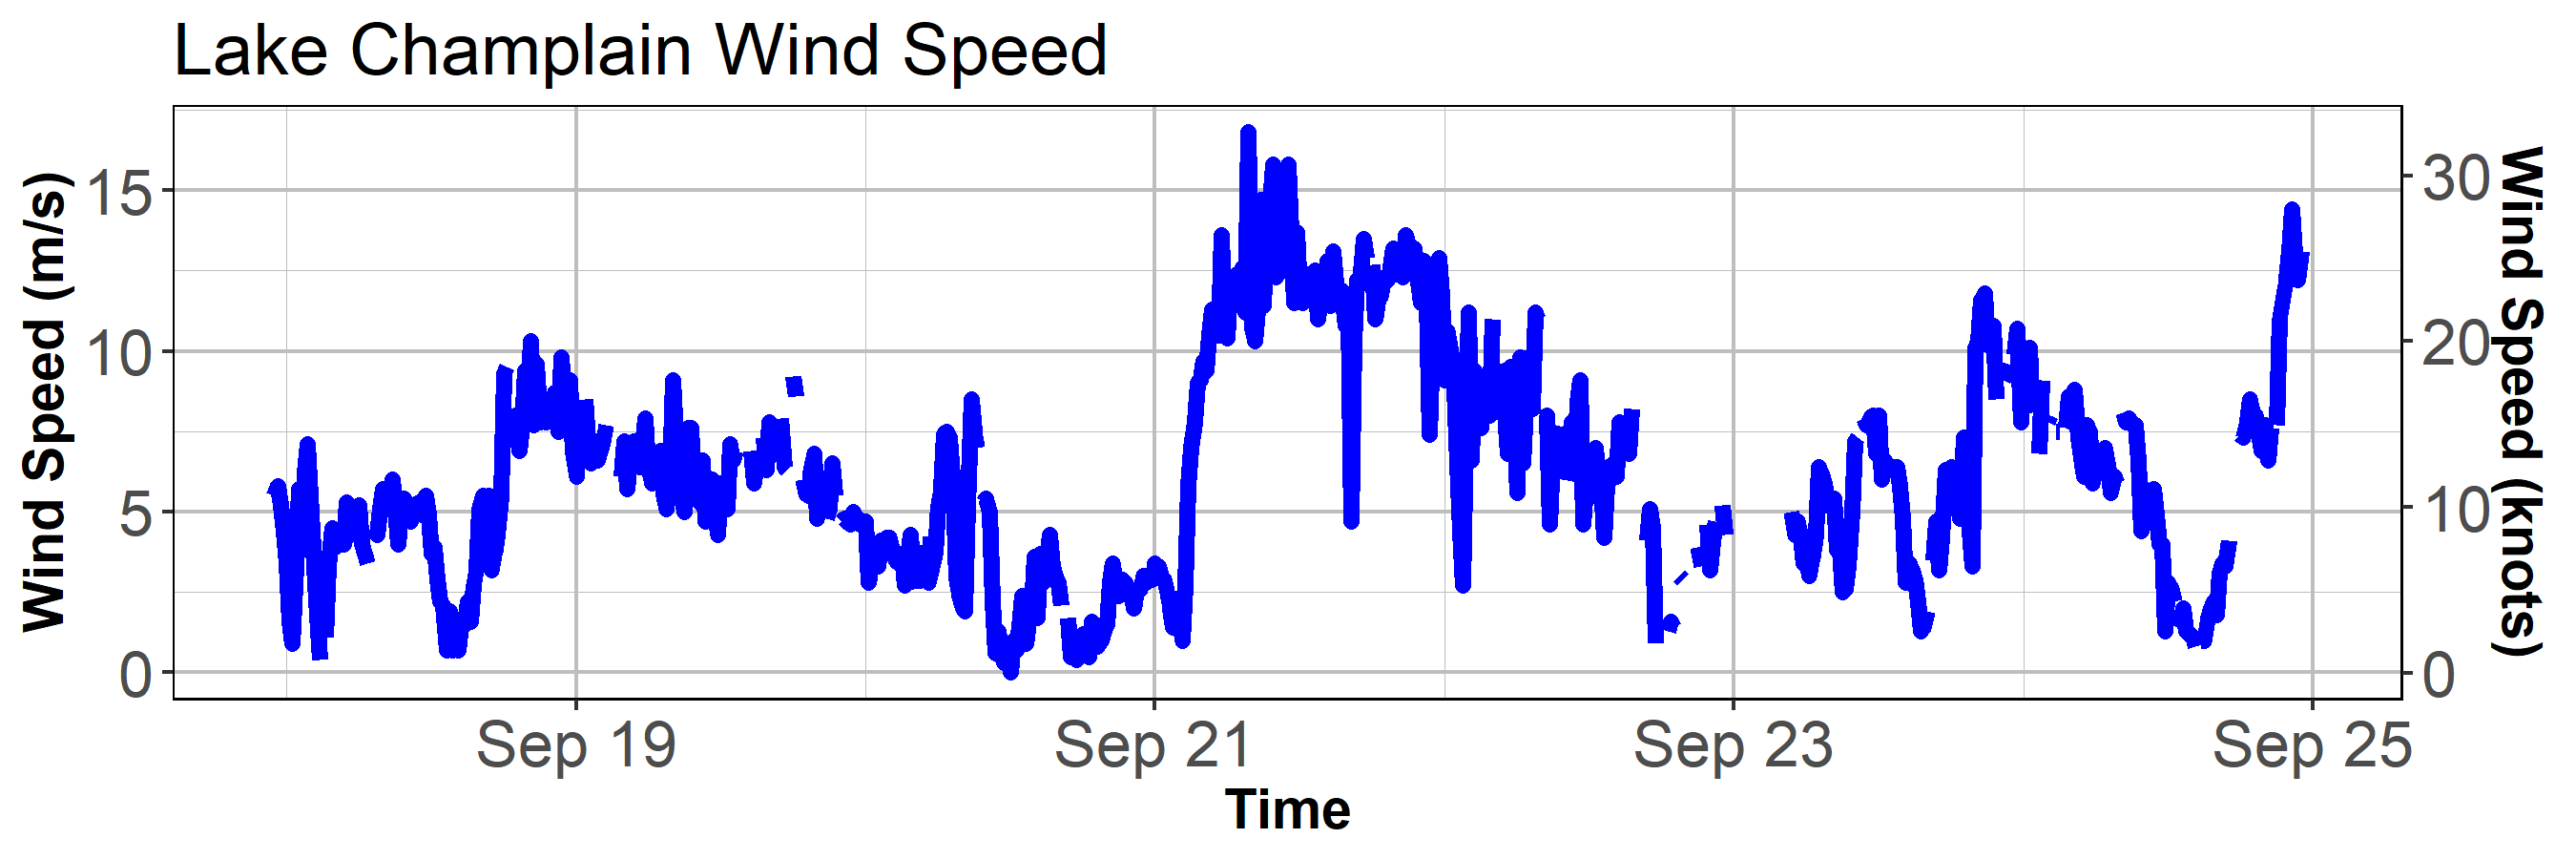 Lake Champlain Wind Speed
Wind Speed (m/s)
15
10
5
0
30
20
10
0
Wind Speed (knots)
Sep 19
Sep 21
Sep 23
Sep 25
Time